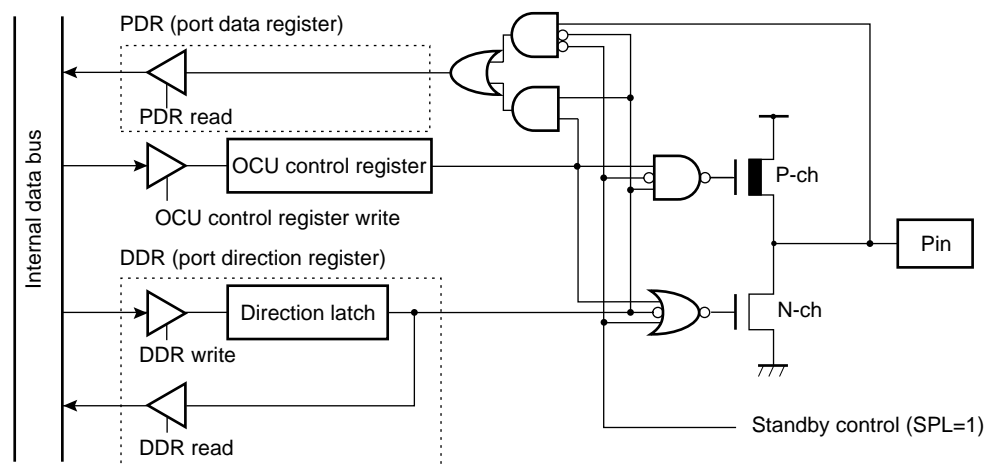 PDR (port data register)
PDR read
Internal data bus
OCU control register
OCU control register write
P-ch
Pin
DDR (port direction register)
Direction latch
N-ch
DDR write
DDR read
Standby control (SPL=1)